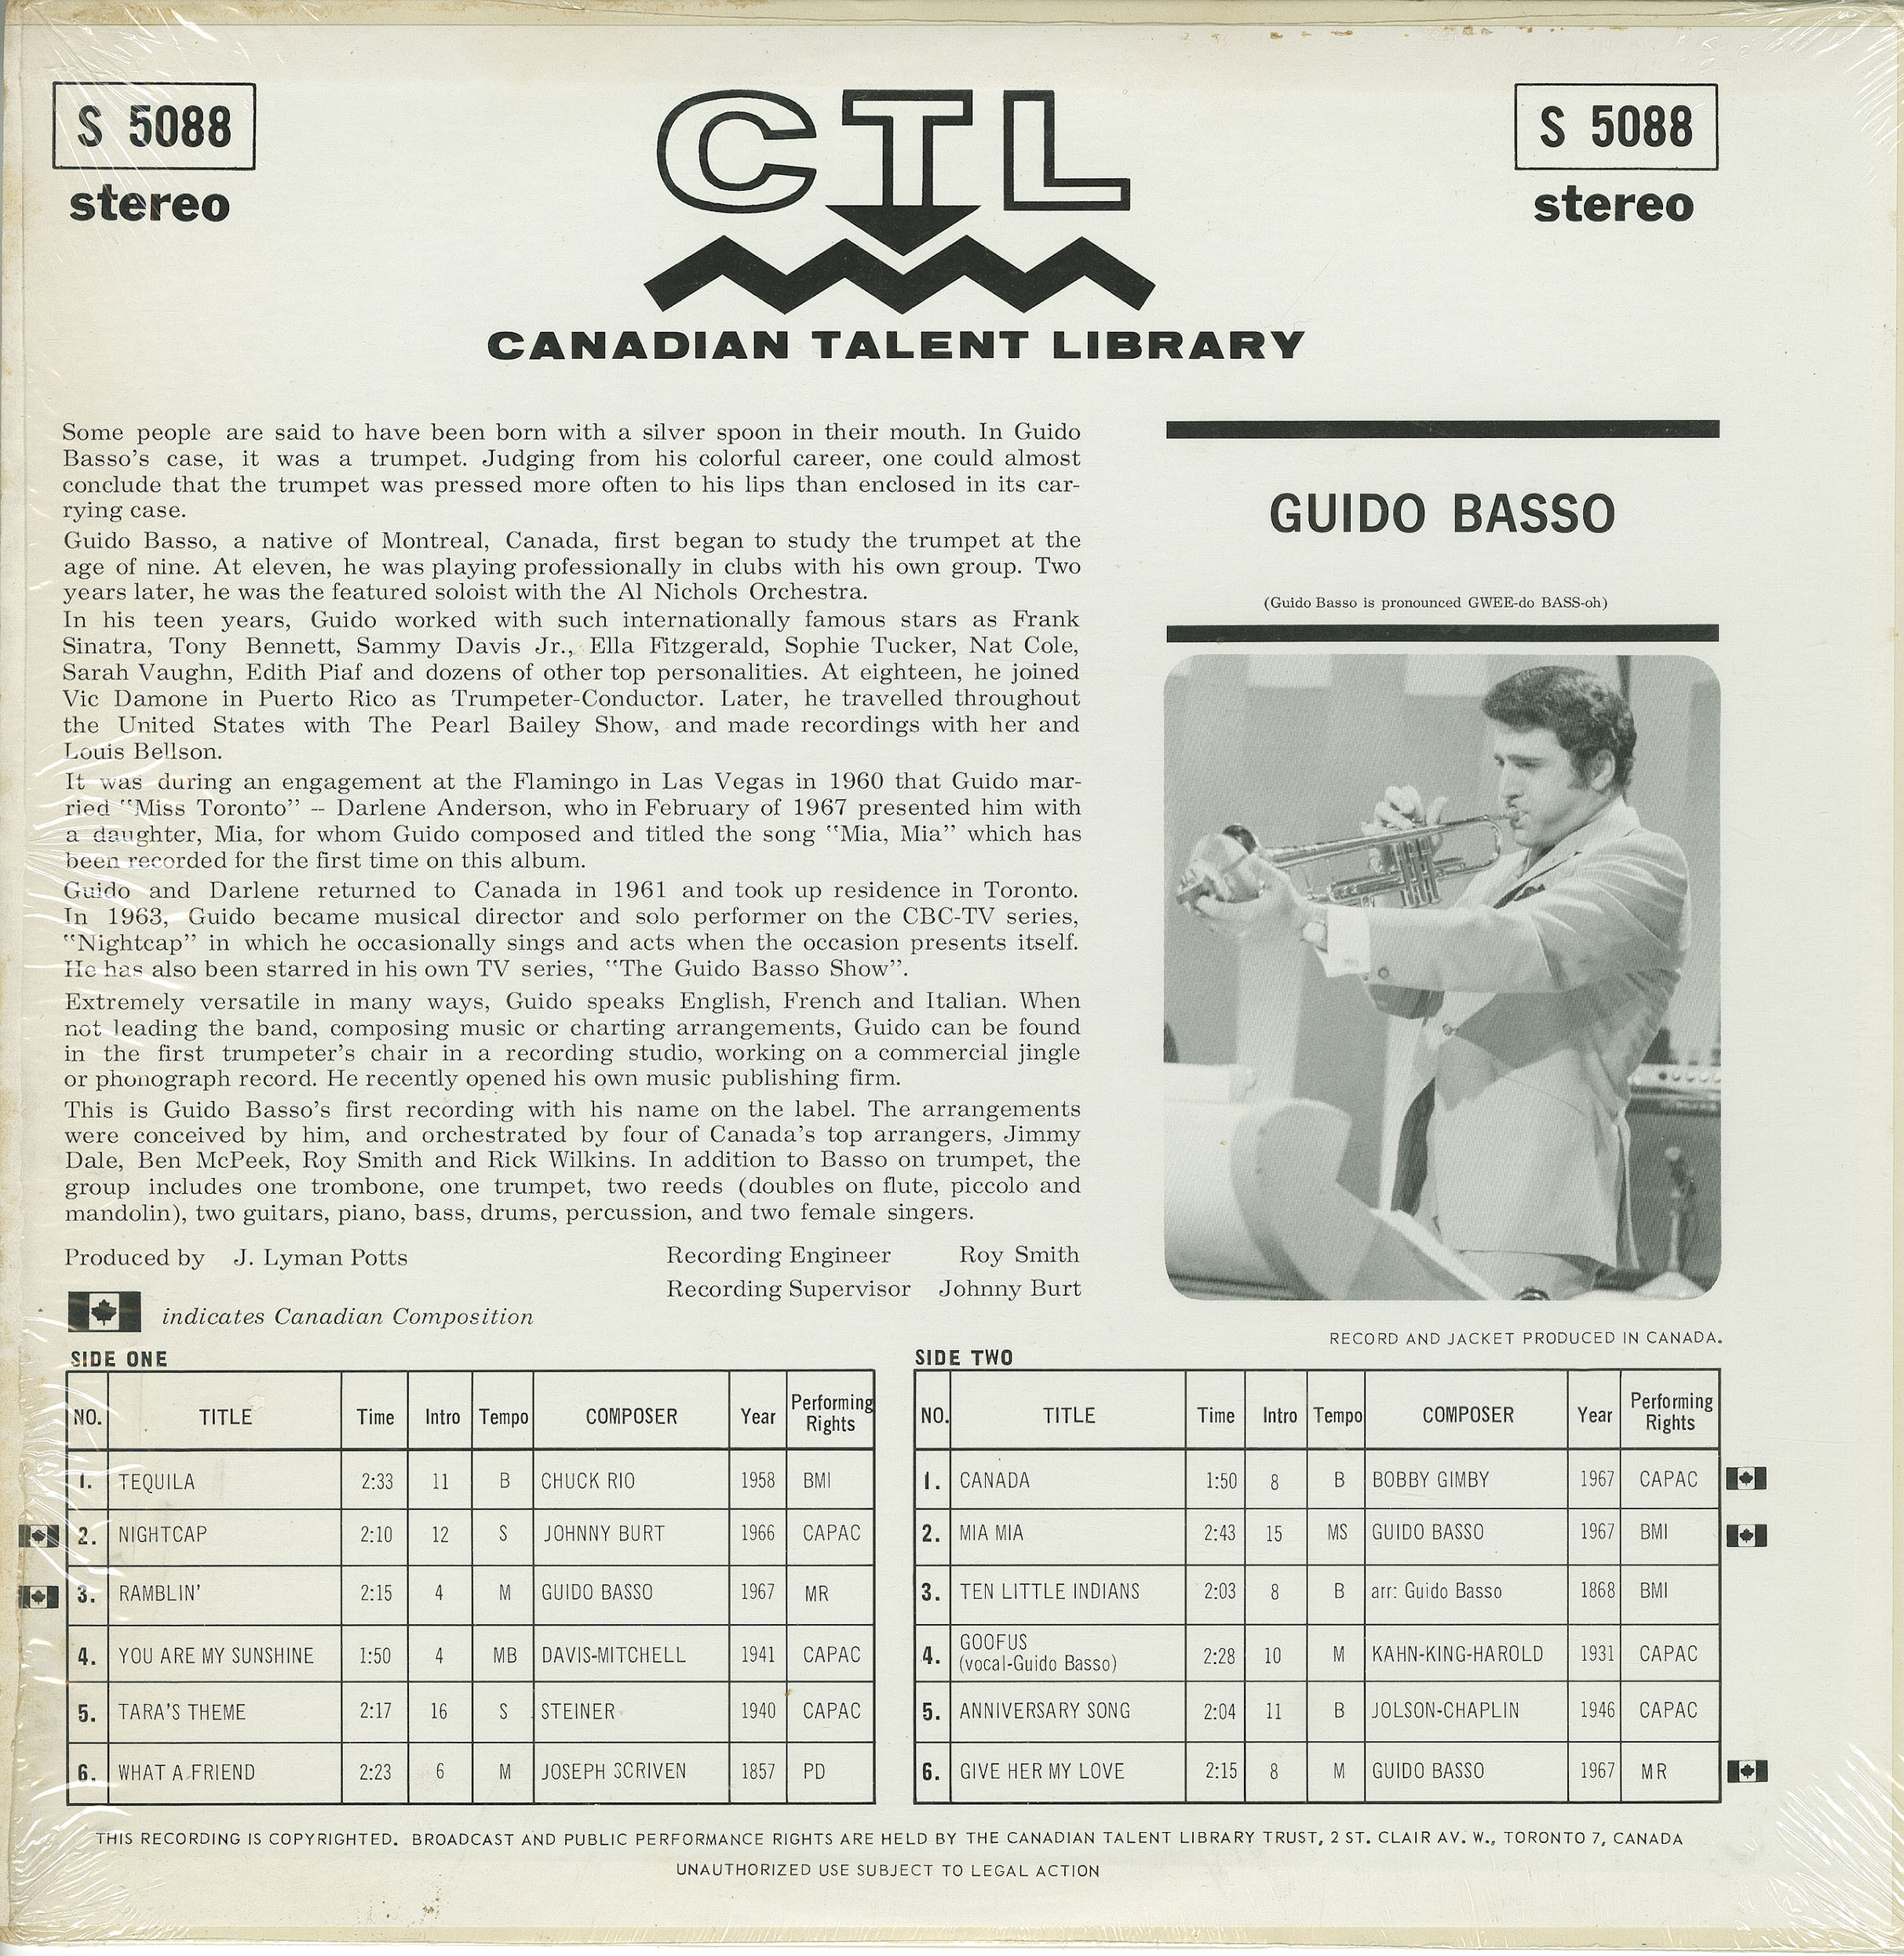 S 5088
stereo
CTL
CANADIAN TALENT LIBRARY
S 5088
stereo
Some people are said to have been born with a silver spoon in their mouth. In Guido
Basso's case, it was a trumpet. Judging from his colorful career, one could almost
conclude that the trumpet was pressed more often to his lips than enclosed in its car-
rying case.
Guido Basso, a native of Montreal, Canada, first began to study the trumpet at the
age of nine. At eleven, he was playing professionally in clubs with his own group. Two
years later, he was the featured soloist with the Al Nichols Orchestra.
In his teen years, Guido worked with such internationally famous stars as Frank
Sinatra, Tony Bennett, Sammy Davis Jr., Ella Fitzgerald, Sophie Tucker, Nat Cole,
Sarah Vaughn, Edith Piaf and dozens of other top personalities. At eighteen, he joined
Vic Damone in Puerto Rico as Trumpeter-Conductor. Later, he travelled throughout
the United States with The Pearl Bailey Show, and made recordings with her and
Louis Bellson.
It was during an engagement at the Flamingo in Las Vegas in 1960 that Guido mar-
ried "Miss Toronto" -- Darlene Anderson, who in February of 1967 presented him with
a daughter, Mia, for whom Guido composed and titled the song "Mia, Mia" which has
been recorded for the first time on this album.
Guido and Darlene returned to Canada in 1961 and took up residence in Toronto.
In 1963, Guido became musical director and solo performer on the CBC-TV series,
"Nightcap" in which he occasionally sings and acts when the occasion presents itself.
He has also been starred in his own TV series, "The Guido Basso Show".
Extremely versatile in many ways, Guido speaks English, French and Italian. When
not leading the band, composing music or charting arrangements, Guido can be found
in the first trumpeter's chair in a recording studio, working on a commercial jingle
or phonograph record. He recently opened his own music publishing firm.
This is Guido Basso's first recording with his name on the label. The arrangements
were conceived by him, and orchestrated by four of Canada's top arrangers, Jimmy
Dale, Ben McPeek, Roy Smith and Rick Wilkins. In addition to Basso on trumpet, the
group includes one trombone, one trumpet, two reeds (doubles on flute, piccolo and
mandolin), two guitars, piano, bass, drums, percussion, and two female singers.
Produced by J. Lyman Potts
Recording Engineer Roy Smith
Recording Supervisor Johnny Burt
indicates Canadian Composition
GUIDO BASSO
(Guido Basso is pronounced GWEE-do BASS-oh)
RECORD AND JACKET PRODUCED IN CANADA.
SIDE ONE
NO. TITLE Time Intro Tempo COMPOSER Year Performing Rights
1. TEQUILA 2:33 11 B CHUCK RIO 1958 BMI
2. NIGHTCAP 2:10 12 S JOHNNY BURT 1966 CAPAC
3. RAMBLIN' 2:15 4 M GUIDO BASSO 1967 MR
4. YOU ARE MY SUNSHINE 1:50 4 MB DAVIS-MITCHELL 1941 CAPAC
5. TARA'S THEME 2:17 16 S STEINER 1940 CAPAC
6. WHAT A FRIEND 2:23 6 M JOSEPH SCRIVEN 1857 PD
SIDE TWO
NO. TITLE Time Intro Tempo COMPOSER Year Performing Rights
1. CANADA 1:50 8 B BOBBY GIMBY 1967 CAPAC
2. MIA MIA 2:43 15 MS GUIDO BASSO 1967 BMI
3. TEN LITTLE INDIANS 2:03 8 B arr: Guido Basso 1868 BMI
4. GOOFUS (vocal-Guido Basso) 2:28 10 M KAHN-KING-HAROLD 1931 CAPAC
5. ANNIVERSARY SONG 2:04 11 B JOLSON-CHAPLIN 1946 CAPAC
6. GIVE HER MY LOVE 2:15 8 M GUIDO BASSO 1967 MR
THIS RECORDING IS COPYRIGHTED. BROADCAST AND PUBLIC PERFORMANCE RIGHTS ARE HELD BY THE CANADIAN TALENT LIBRARY TRUST, 2 ST. CLAIR AV. W., TORONTO 7, CANADA
UNAUTHORIZED USE SUBJECT TO LEGAL ACTION